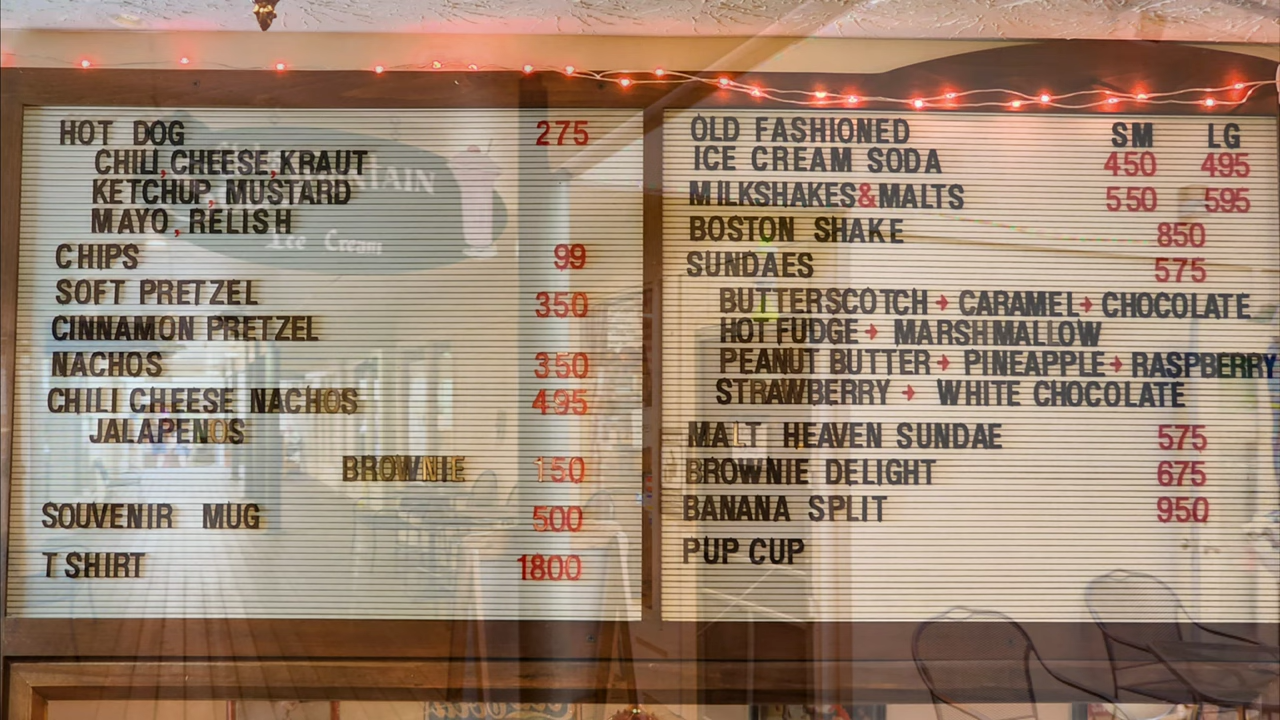 HOT DOG 275
CHILI,CHEESE,KRAUT
KETCHUP, MUSTARD
MAYO, RELISH
CHIPS 99
SOFT PRETZEL 350
CINNAMON PRETZEL
NACHOS 350
CHILI CHEESE NACHOS 495
JALAPENOS
BROWNIE 150
SOUVENIR MUG 500
T SHIRT 1800
OLD FASHIONED SM LG
ICE CREAM SODA 450 495
MILKSHAKES&MALTS 550 595
BOSTON SHAKE 850
SUNDAES 575
BUTTERSCOTCH → CARAMEL → CHOCOLATE
HOT FUDGE → MARSHMALLOW
PEANUT BUTTER → PINEAPPLE → RASPBERRY
STRAWBERRY → WHITE CHOCOLATE
MALT HEAVEN SUNDAE 575
BROWNIE DELIGHT 675
BANANA SPLIT 950
PUP CUP
Ice Cream